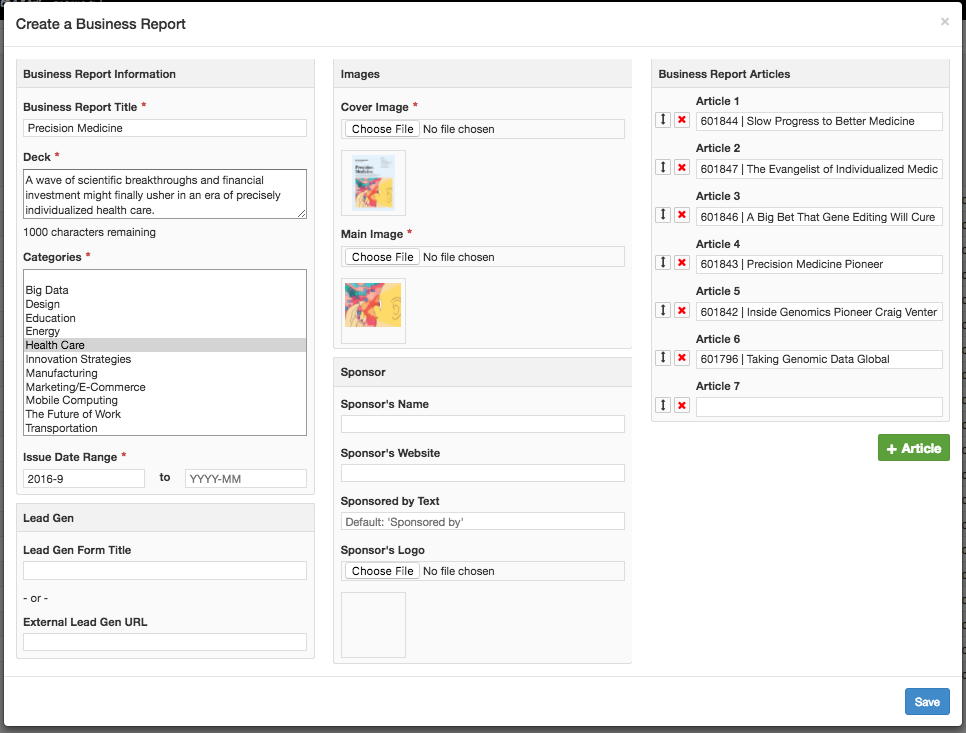 Create a Business Report
×
Business Report Information
Business Report Title *
Precision Medicine
Deck *
A wave of scientific breakthroughs and financial
investment might finally usher in an era of precisely
individualized health care.
1000 characters remaining
Categories *
Big Data
Design
Education
Energy
Health Care
Innovation Strategies
Manufacturing
Marketing/E-Commerce
Mobile Computing
The Future of Work
Transportation
Issue Date Range *
2016-9 to YYYY-MM
Lead Gen
Lead Gen Form Title
- or -
External Lead Gen URL
Images
Cover Image *
Choose File No file chosen
Precision
Medicine
Main Image *
Choose File No file chosen
Sponsor
Sponsor's Name
Sponsor's Website
Sponsored by Text
Default: 'Sponsored by'
Sponsor's Logo
Choose File No file chosen
Business Report Articles
Article 1
601844 | Slow Progress to Better Medicine
Article 2
601847 | The Evangelist of Individualized Medic
Article 3
601846 | A Big Bet That Gene Editing Will Cure
Article 4
601843 | Precision Medicine Pioneer
Article 5
601842 | Inside Genomics Pioneer Craig Venter
Article 6
601796 | Taking Genomic Data Global
Article 7
+ Article
Save